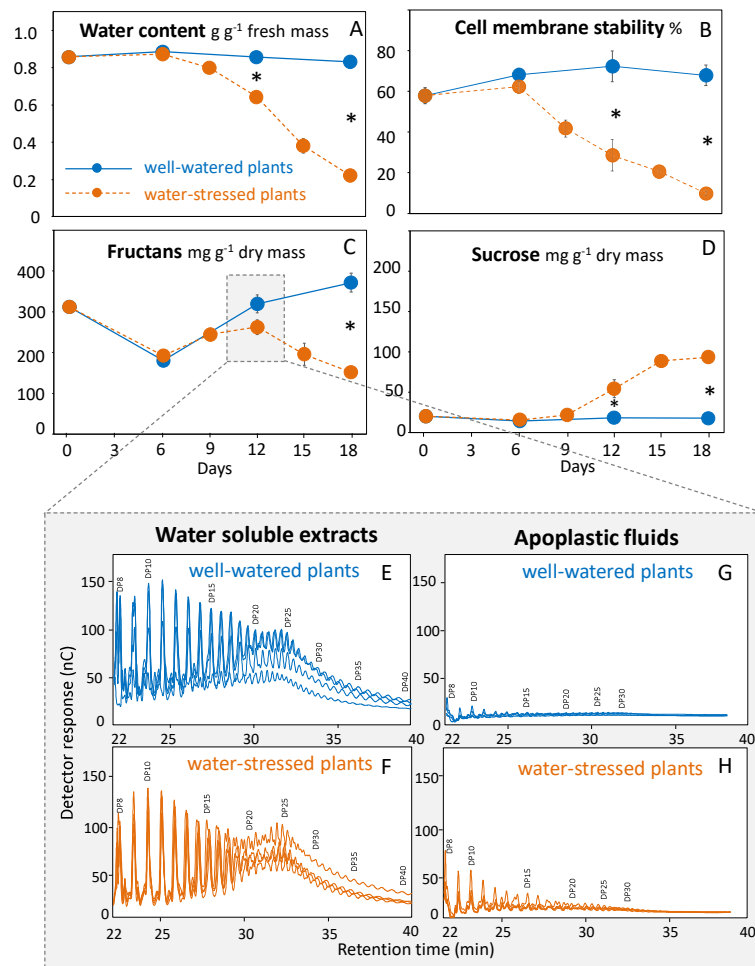 Water content g g⁻¹ fresh mass A
1.0
0.8
0.6
0.4
0.2
0
*
*
well-watered plants
water-stressed plants
Cell membrane stability % B
80
60
40
20
0
*
*
Fructans mg g⁻¹ dry mass C
400
300
200
100
0
*
0 3 6 9 12 15 18
Days
Sucrose mg g⁻¹ dry mass D
200
150
100
50
0
*
*
0 3 6 9 12 15 18
Days
Water soluble extracts
Apoplastic fluids
well-watered plants E
150
100
50
0
DP8 DP10 DP15 DP20 DP25 DP30 DP35 DP40
22 25 30 35 40
well-watered plants G
150
100
50
0
DP8 DP10 DP15 DP20 DP25 DP30
22 25 30 35 40
Detector response (nC)
water-stressed plants F
150
100
50
0
DP8 DP10 DP15 DP20 DP25 DP30 DP35 DP40
22 25 30 35 40
water-stressed plants H
150
100
50
0
DP8 DP10 DP15 DP20 DP25 DP30
22 25 30 35 40
Retention time (min)